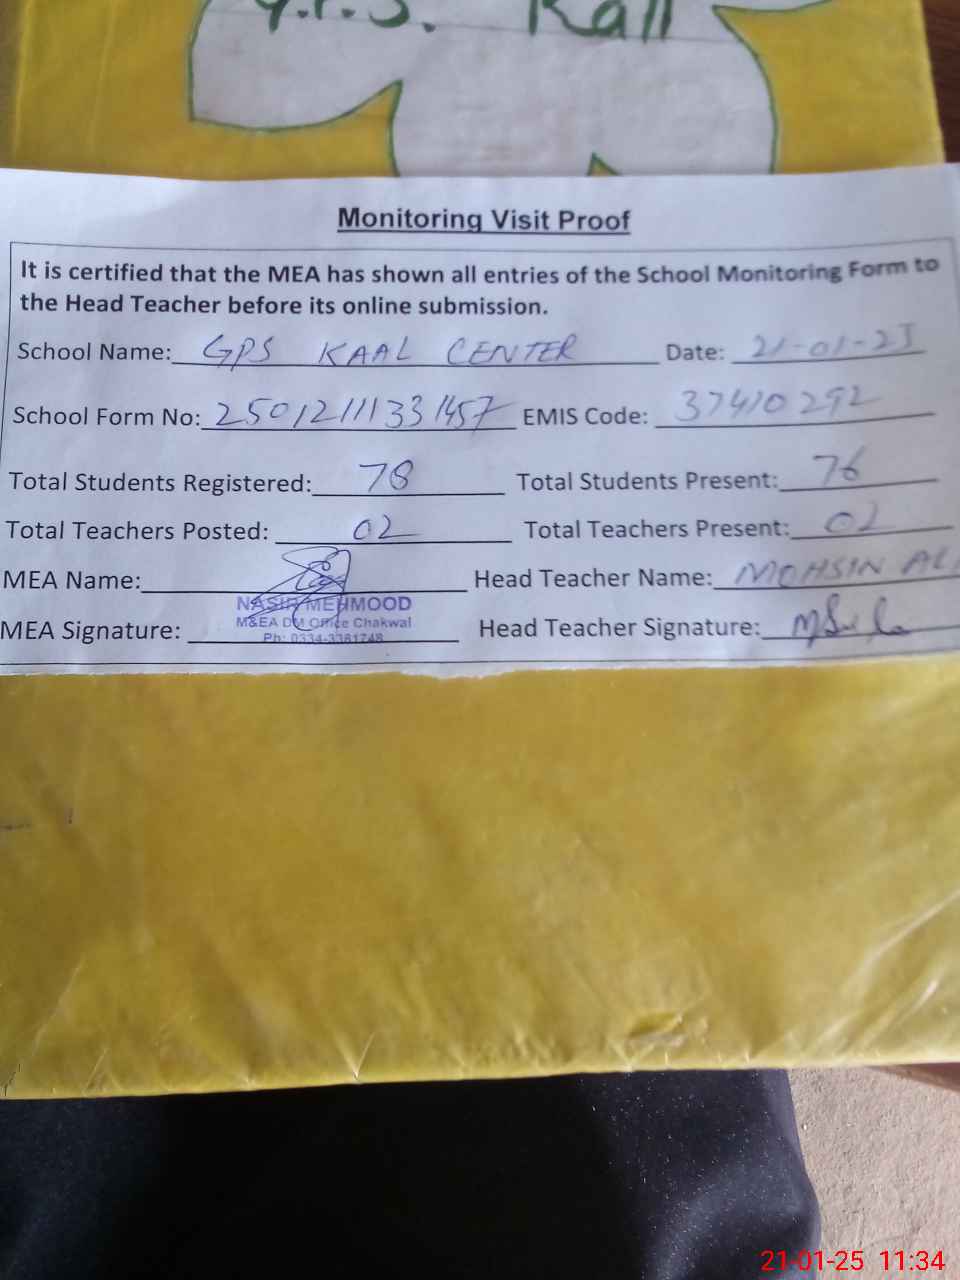 G.P.S. Kall
Monitoring Visit Proof
It is certified that the MEA has shown all entries of the School Monitoring Form to
the Head Teacher before its online submission.
School Name: GPS KAAL CENTER Date: 21-01-25
School Form No: 25012111331457 EMIS Code: 37410292
Total Students Registered: 78 Total Students Present: 76
Total Teachers Posted: 02 Total Teachers Present: 02
MEA Name: Head Teacher Name: MOHSIN ALI
NASIR MEHMOOD
M&EA DM Office Chakwal
MEA Signature: Head Teacher Signature:
Ph: 0334-3381748
21-01-25 11:34